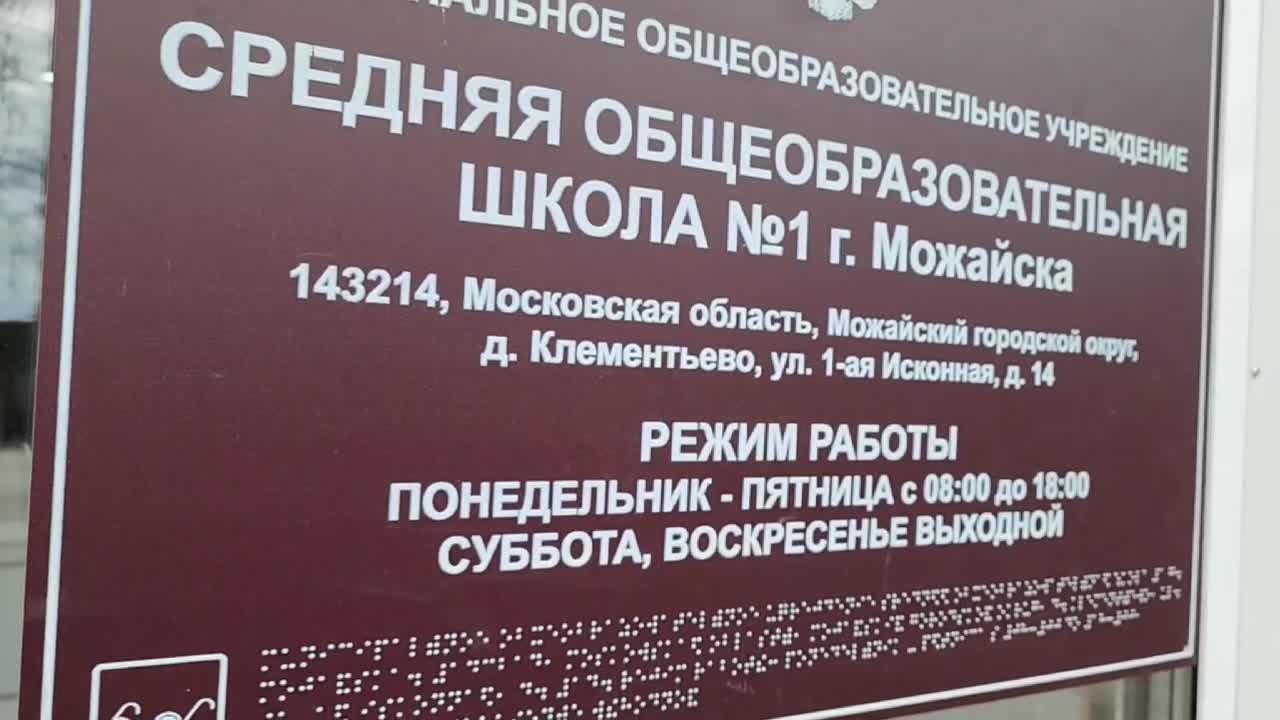 ОБЩЕОБРАЗОВАТЕЛЬНОЕ УЧРЕЖДЕНИЕ
СРЕДНЯЯ ОБЩЕОБРАЗОВАТЕЛЬНАЯ
ШКОЛА №1 г. Можайска
143214, Московская область, Можайский городской округ,
д. Клементьево, ул. 1-ая Исконная, д. 14
РЕЖИМ РАБОТЫ
ПОНЕДЕЛЬНИК - ПЯТНИЦА с 08:00 до 18:00
СУББОТА, ВОСКРЕСЕНЬЕ ВЫХОДНОЙ